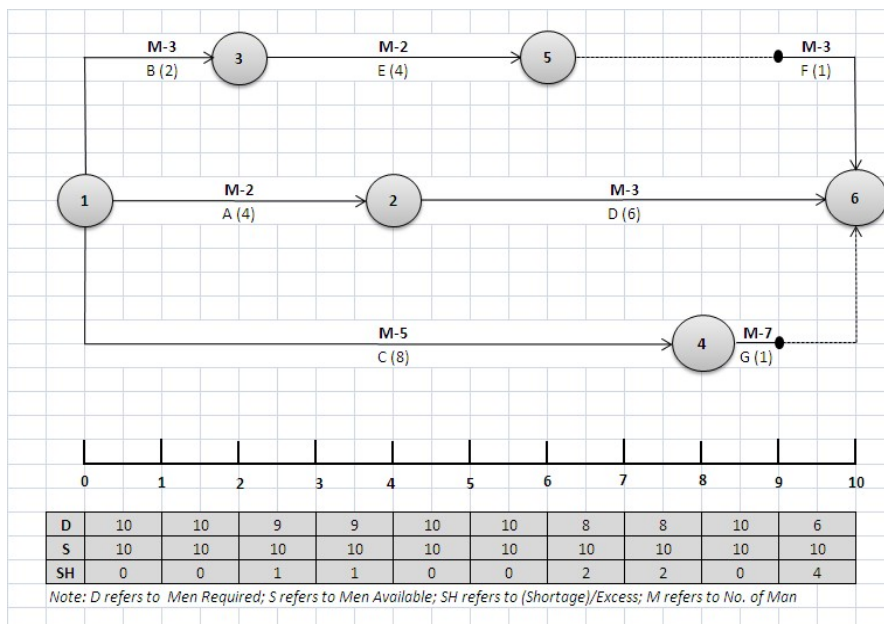 M-3 M-2 M-3
3 5
B (2) E (4) F (1)
M-2 M-3
1 2 6
A (4) D (6)
M-5 M-7
4
C (8) G (1)
0 1 2 3 4 5 6 7 8 9 10
D 10 10 9 9 10 10 8 8 10 6
S 10 10 10 10 10 10 10 10 10 10
SH 0 0 1 1 0 0 2 2 0 4
Note: D refers to Men Required; S refers to Men Available; SH refers to (Shortage)/Excess; M refers to No. of Man